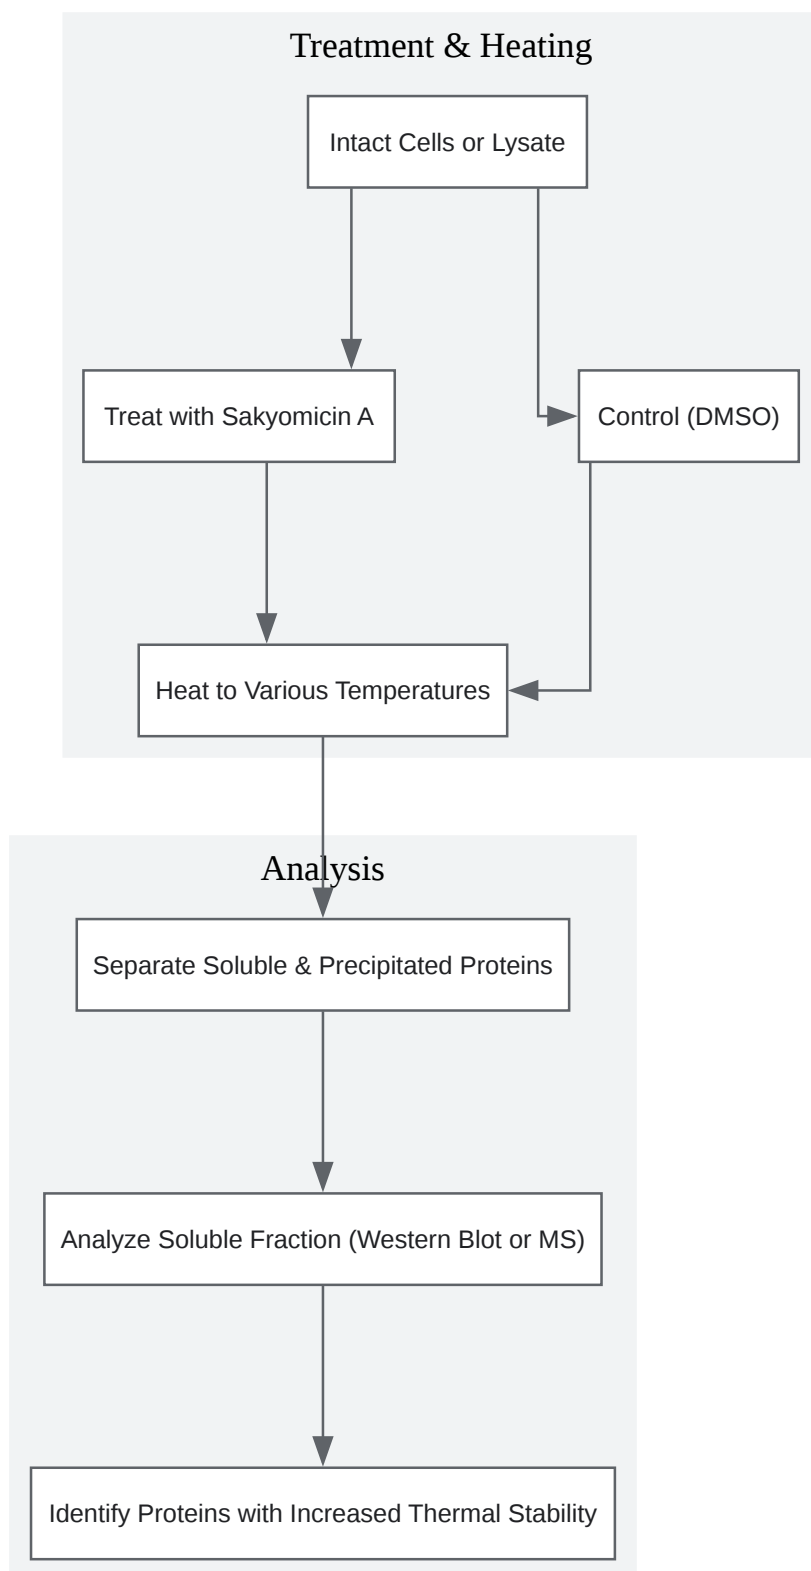 Treatment & Heating
Intact Cells or Lysate
Treat with Sakyomicin A
Control (DMSO)
Heat to Various Temperatures
Analysis
Separate Soluble & Precipitated Proteins
Analyze Soluble Fraction (Western Blot or MS)
Identify Proteins with Increased Thermal Stability